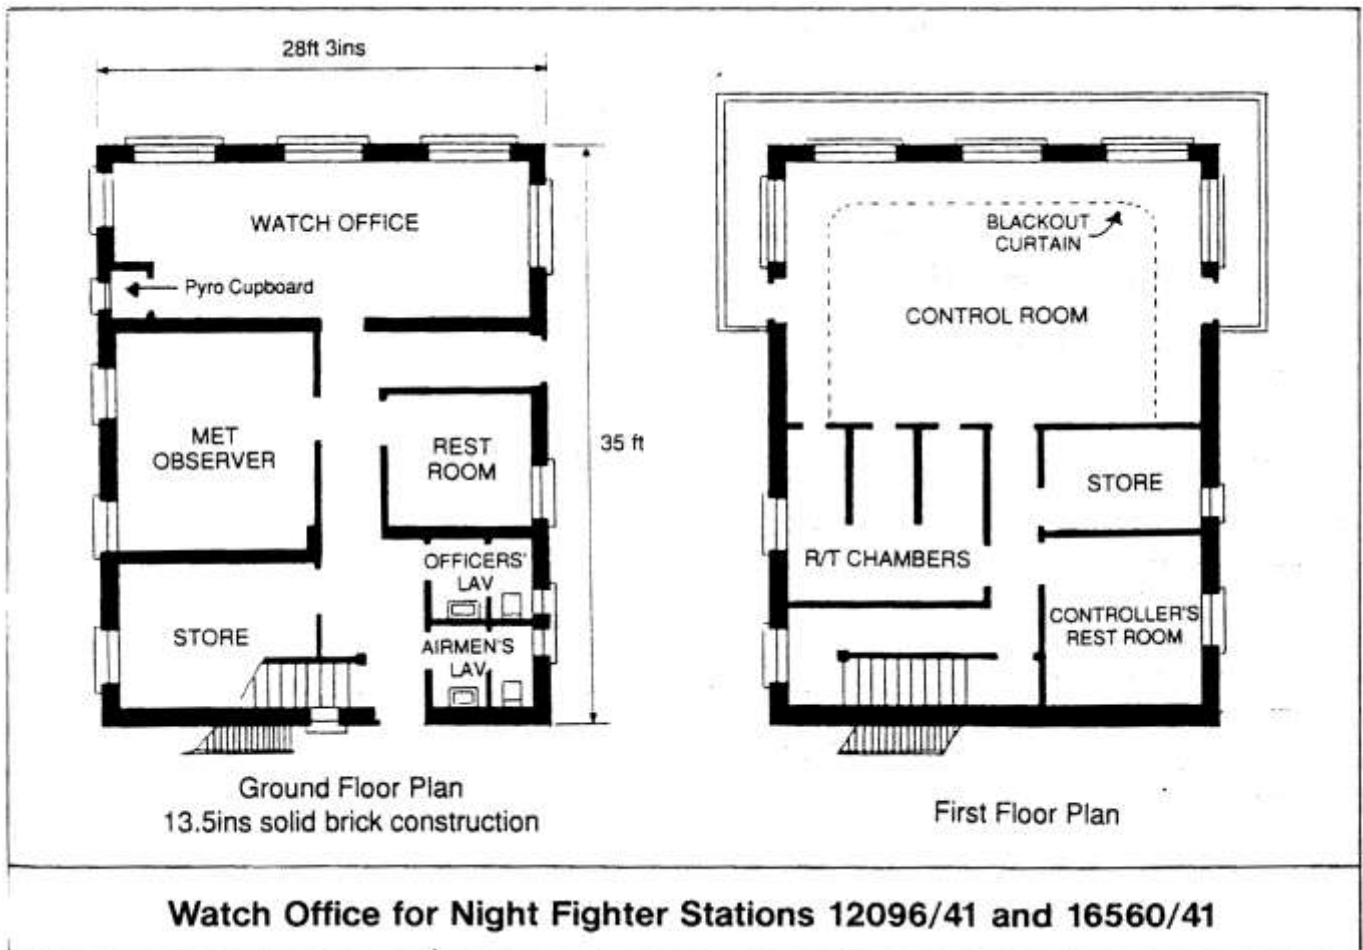 28ft 3ins
WATCH OFFICE
Pyro Cupboard
MET
OBSERVER
REST
ROOM
35 ft
OFFICERS'
LAV
STORE
AIRMEN'S
LAV
Ground Floor Plan
13.5ins solid brick construction
BLACKOUT
CURTAIN
CONTROL ROOM
STORE
R/T CHAMBERS
CONTROLLER'S
REST ROOM
First Floor Plan
Watch Office for Night Fighter Stations 12096/41 and 16560/41